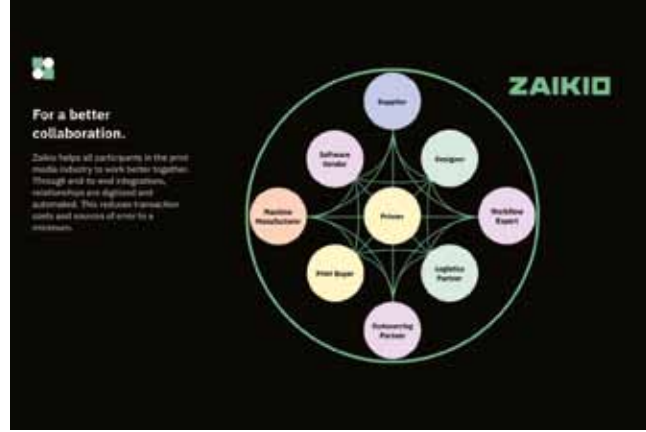 For a better
collaboration.
Zaikio helps all participants in the print
media industry to work better together.
Through end-to-end integrations,
relationships are digitized and
automated. This reduces transaction
costs and sources of error to a
minimum.
ZAIKIO
Supplier
Software
Vendor
Designer
Machine
Manufacturer
Printer
Workflow
Expert
Print Buyer
Logistics
Partner
Outsourcing
Partner